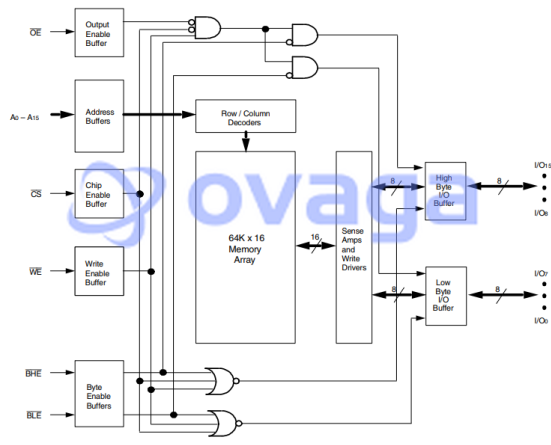 OE
Output
Enable
Buffer
A0 – A15
Address
Buffers
Row / Column
Decoders
CS
Chip
Enable
Buffer
WE
Write
Enable
Buffer
64K x 16
Memory
Array
16
Sense
Amps
and
Write
Drivers
8
High
Byte
I/O
Buffer
8
I/O15
I/O8
8
Low
Byte
I/O
Buffer
8
I/O7
I/O0
BHE
BLE
Byte
Enable
Buffers
ovaga